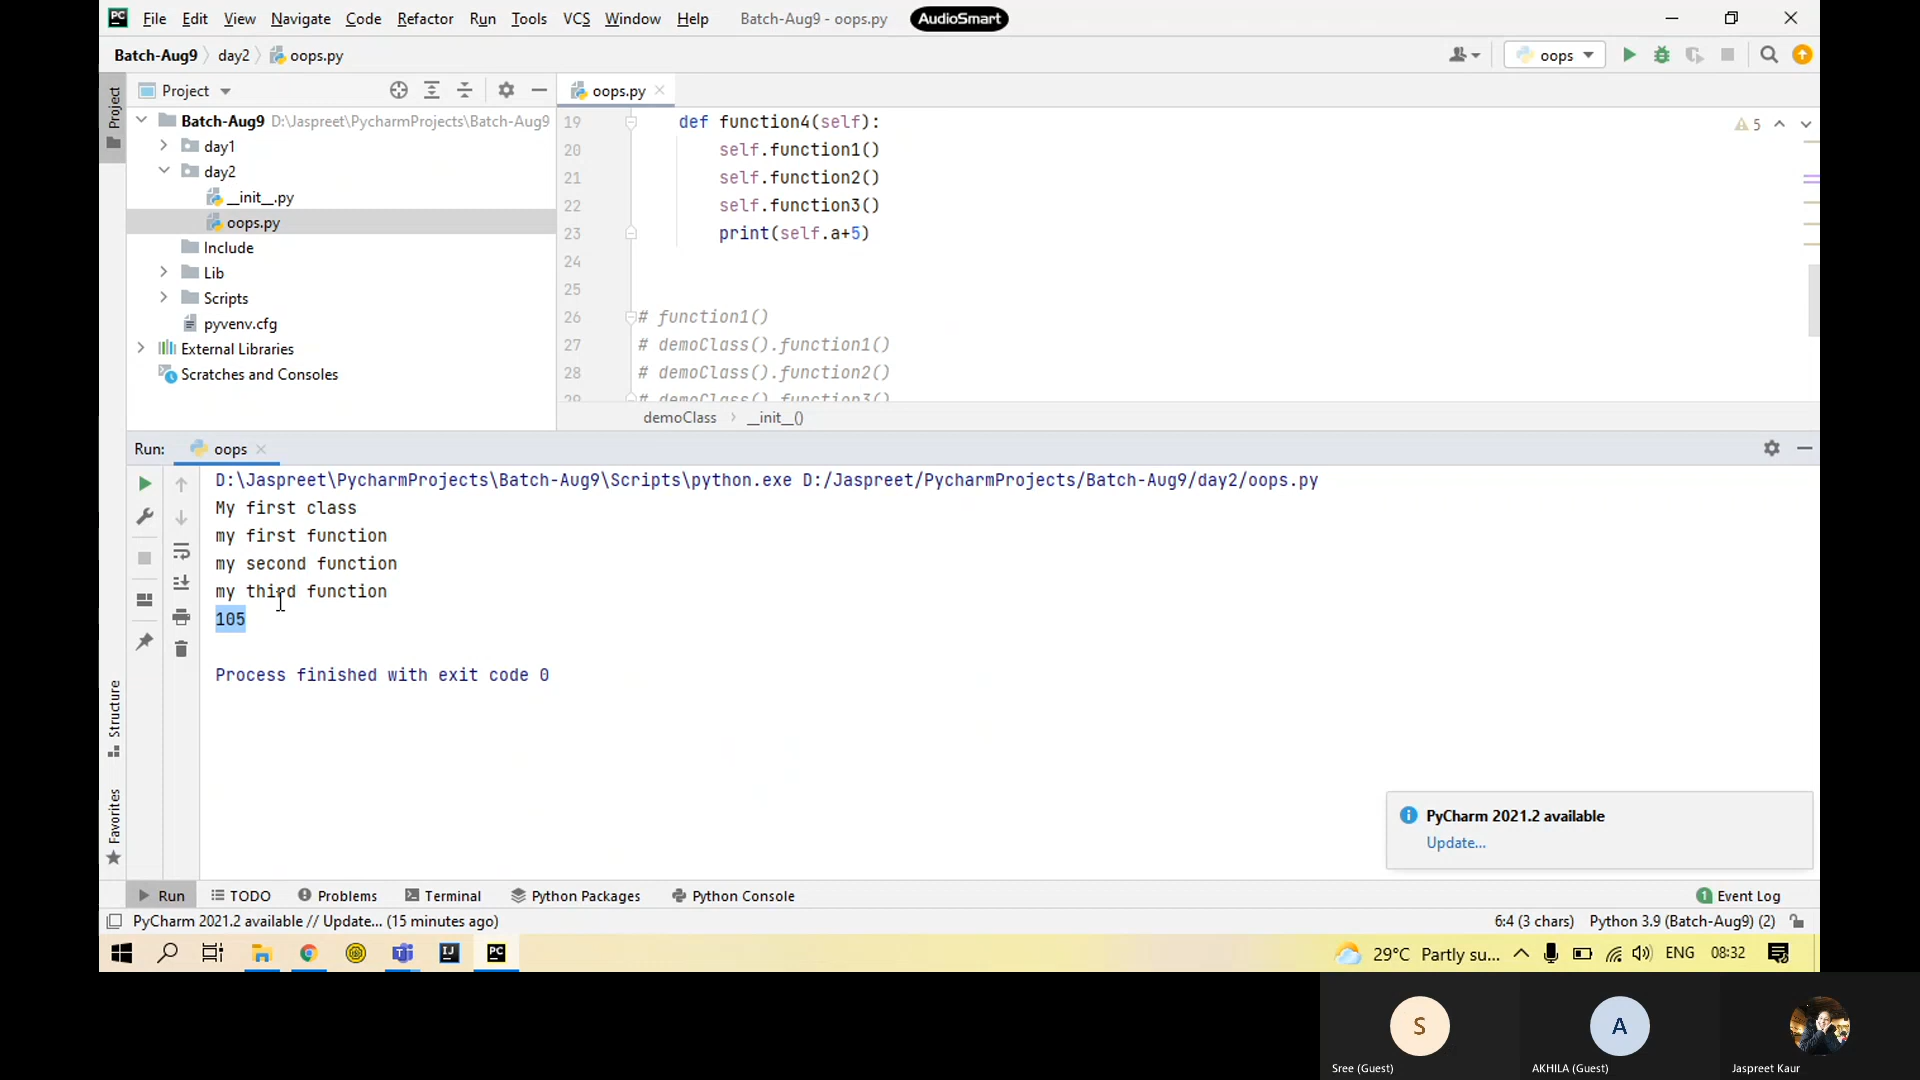 PC File Edit View Navigate Code Refactor Run Tools VCS Window Help Batch-Aug9 - oops.py AudioSmart
Batch-Aug9 day2 oops.py oops
Project
Project
Batch-Aug9 D:\Jaspreet\PycharmProjects\Batch-Aug9
day1
day2
__init__.py
oops.py
Include
Lib
Scripts
pyvenv.cfg
External Libraries
Scratches and Consoles
oops.py
5
19 def function4(self):
20 self.function1()
21 self.function2()
22 self.function3()
23 print(self.a+5)
24
25
26 # function1()
27 # demoClass().function1()
28 # demoClass().function2()
29 # demoClass().function3()
demoClass __init__()
Run: oops
D:\Jaspreet\PycharmProjects\Batch-Aug9\Scripts\python.exe D:/Jaspreet/PycharmProjects/Batch-Aug9/day2/oops.py
My first class
my first function
my second function
my third function
105
Process finished with exit code 0
Structure
Favorites
PyCharm 2021.2 available
Update...
Run TODO Problems Terminal Python Packages Python Console 1 Event Log
PyCharm 2021.2 available // Update... (15 minutes ago) 6:4 (3 chars) Python 3.9 (Batch-Aug9) (2)
IJ PC 29°C Partly su... ENG 08:32
S A
Sree (Guest) AKHILA (Guest) Jaspreet Kaur